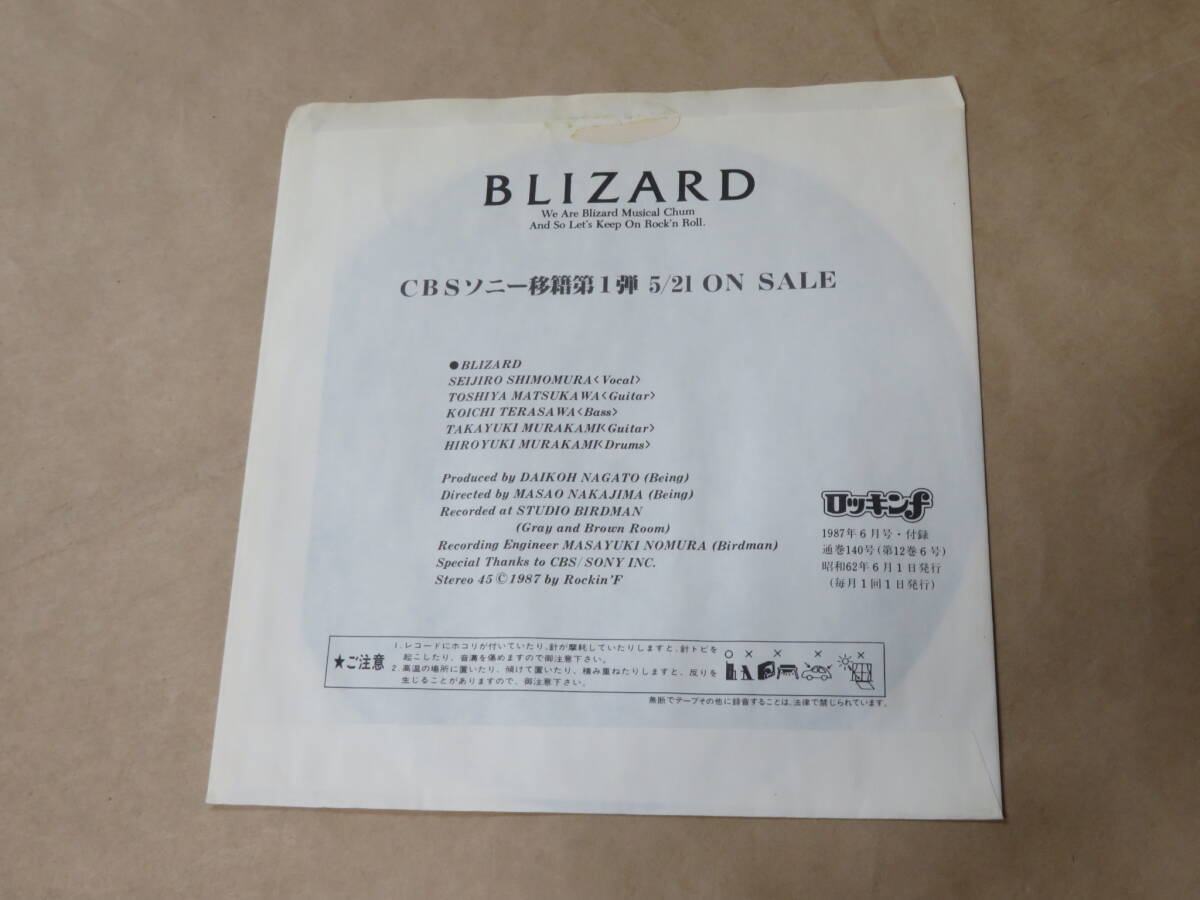 BLIZARD
We Are Blizard Musical Chum
And So Let's Keep On Rock'n Roll.
CBSソニー移籍第1弾 5/21 ON SALE
●BLIZARD
SEIJIRO SHIMOMURA<Vocal>
TOSHIYA MATSUKAWA<Guitar>
KOICHI TERASAWA<Bass>
TAKAYUKI MURAKAMI<Guitar>
HIROYUKI MURAKAMI<Drums>
Produced by DAIKOH NAGATO (Being)
Directed by MASAO NAKAJIMA (Being)
Recorded at STUDIO BIRDMAN
(Gray and Brown Room)
Recording Engineer MASAYUKI NOMURA (Birdman)
Special Thanks to CBS/SONY INC.
Stereo 45 ©1987 by Rockin'F
ロッキンf
1987年6月号・付録
通巻140号(第12巻6号)
昭和62年6月1日発行
(毎月1回1日発行)
★ご注意
1.レコードにホコリが付いていたり、針が摩耗していたりしますと、針トビを
起こしたり、音溝を傷めますので御注意下さい。
2.高温の場所に置いたり、傾けて置いたり、積み重ねたりしますと、反りを
生じることがありますので、御注意下さい。
○ × × × ×
無断でテープその他に録音することは、法律で禁じられています。